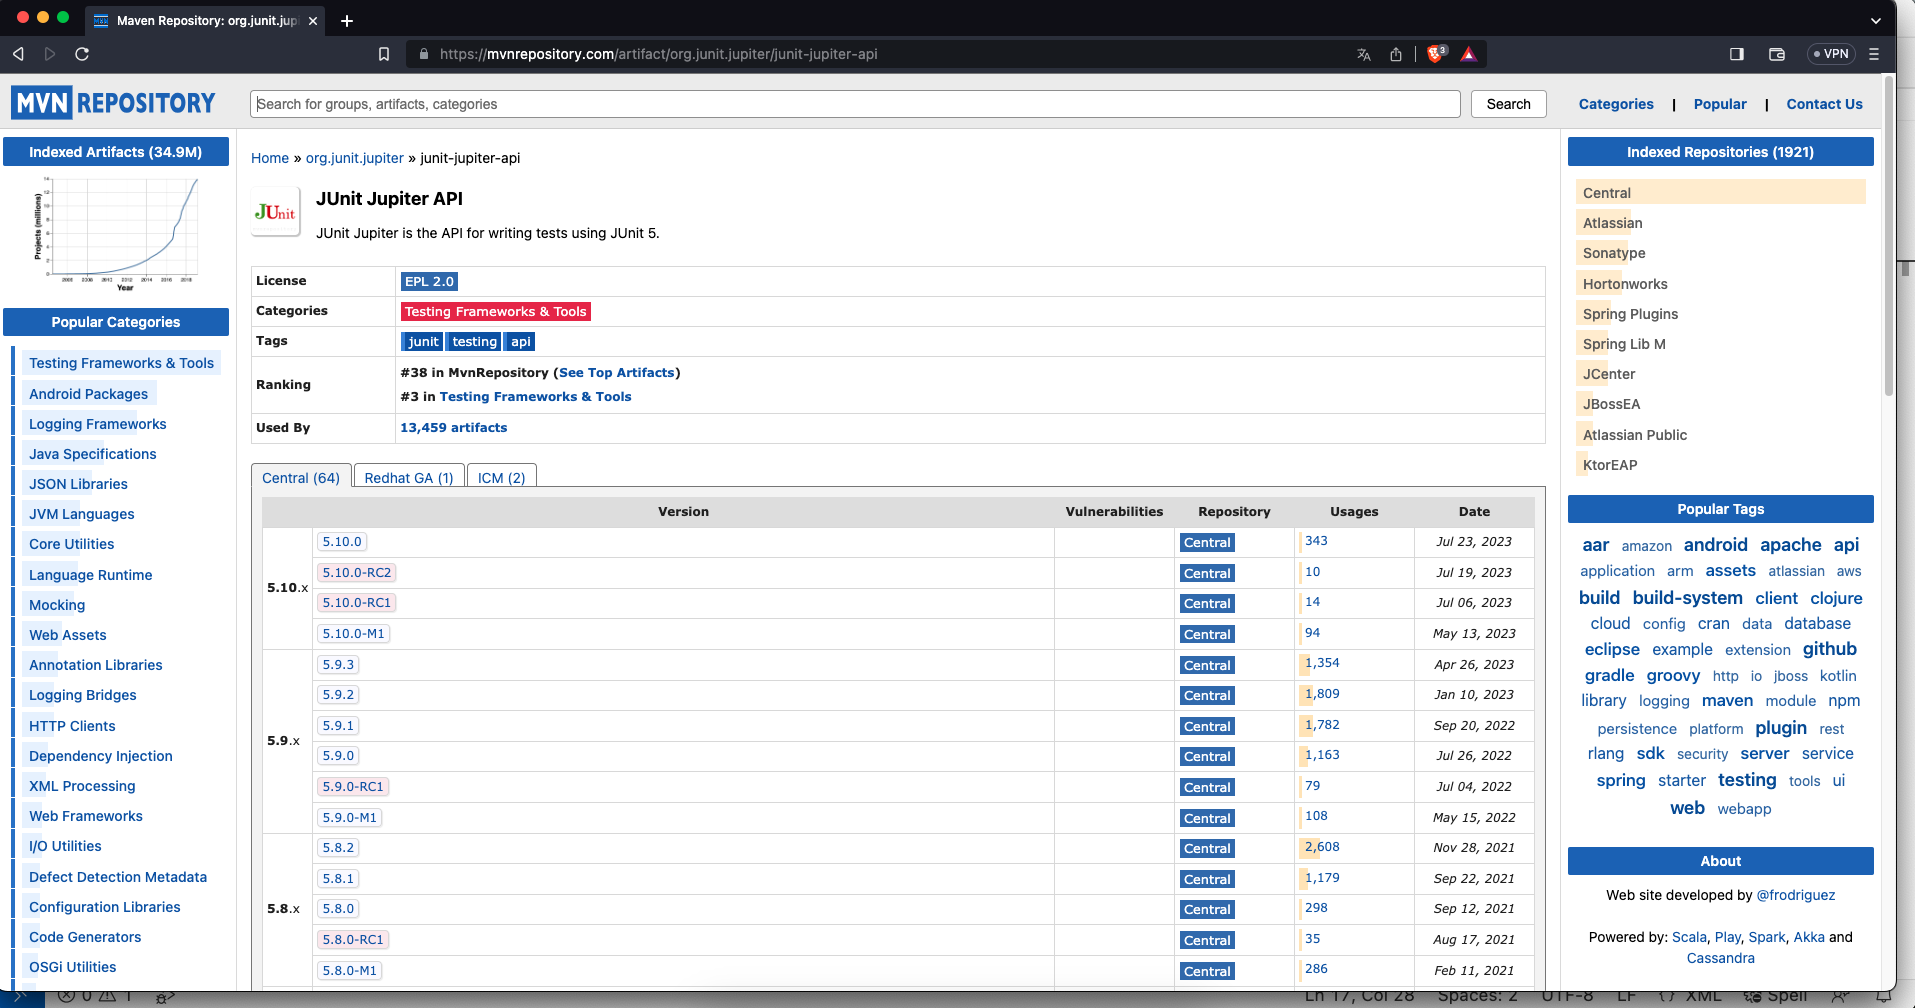 Maven Repository: org.junit.jup
https://mvnrepository.com/artifact/org.junit.jupiter/junit-jupiter-api
3
VPN
MVN REPOSITORY
Search for groups, artifacts, categories
Search
Categories | Popular | Contact Us
Indexed Artifacts (34.9M)
Projects (millions)
Year
Popular Categories
Testing Frameworks & Tools
Android Packages
Logging Frameworks
Java Specifications
JSON Libraries
JVM Languages
Core Utilities
Language Runtime
Mocking
Web Assets
Annotation Libraries
Logging Bridges
HTTP Clients
Dependency Injection
XML Processing
Web Frameworks
I/O Utilities
Defect Detection Metadata
Configuration Libraries
Code Generators
OSGi Utilities
Home » org.junit.jupiter » junit-jupiter-api
JUnit
JUnit Jupiter API
JUnit Jupiter is the API for writing tests using JUnit 5.
License EPL 2.0
Categories Testing Frameworks & Tools
Tags junit testing api
Ranking #38 in MvnRepository (See Top Artifacts)
#3 in Testing Frameworks & Tools
Used By 13,459 artifacts
Central (64) Redhat GA (1) ICM (2)
Version Vulnerabilities Repository Usages Date
5.10.x
5.10.0 Central 343 Jul 23, 2023
5.10.0-RC2 Central 10 Jul 19, 2023
5.10.0-RC1 Central 14 Jul 06, 2023
5.10.0-M1 Central 94 May 13, 2023
5.9.x
5.9.3 Central 1,354 Apr 26, 2023
5.9.2 Central 1,809 Jan 10, 2023
5.9.1 Central 1,782 Sep 20, 2022
5.9.0 Central 1,163 Jul 26, 2022
5.9.0-RC1 Central 79 Jul 04, 2022
5.9.0-M1 Central 108 May 15, 2022
5.8.x
5.8.2 Central 2,608 Nov 28, 2021
5.8.1 Central 1,179 Sep 22, 2021
5.8.0 Central 298 Sep 12, 2021
5.8.0-RC1 Central 35 Aug 17, 2021
5.8.0-M1 Central 286 Feb 11, 2021
Indexed Repositories (1921)
Central
Atlassian
Sonatype
Hortonworks
Spring Plugins
Spring Lib M
JCenter
JBossEA
Atlassian Public
KtorEAP
Popular Tags
aar amazon android apache api
application arm assets atlassian aws
build build-system client clojure
cloud config cran data database
eclipse example extension github
gradle groovy http io jboss kotlin
library logging maven module npm
persistence platform plugin rest
rlang sdk security server service
spring starter testing tools ui
web webapp
About
Web site developed by @frodriguez
Powered by: Scala, Play, Spark, Akka and
Cassandra
0 1 Ln 17, Col 28 Spaces: 2 UTF-8 LF {} XML Spell